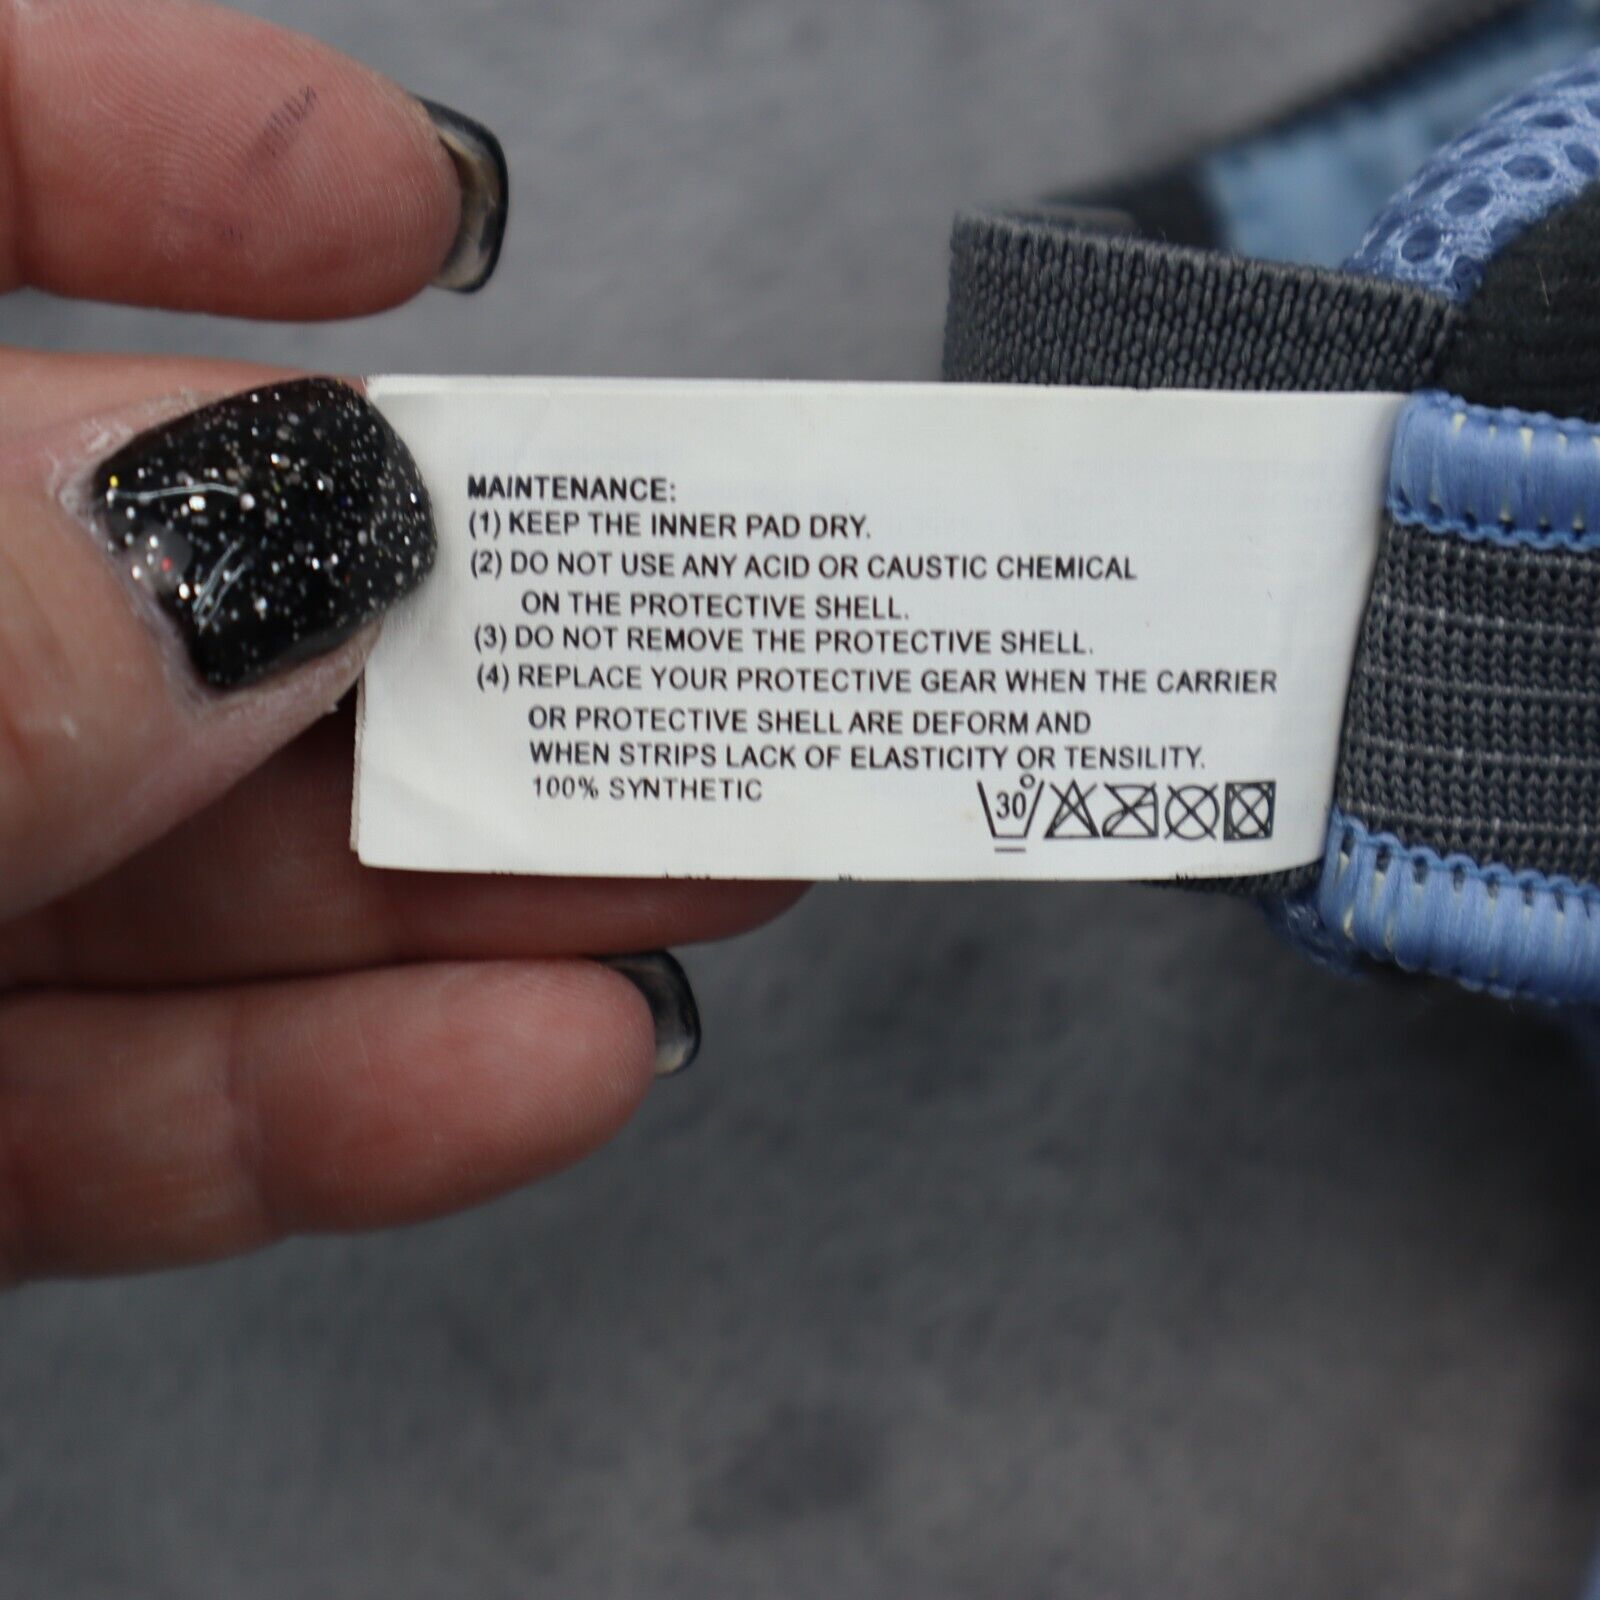 MAINTENANCE:
(1) KEEP THE INNER PAD DRY.
(2) DO NOT USE ANY ACID OR CAUSTIC CHEMICAL
ON THE PROTECTIVE SHELL.
(3) DO NOT REMOVE THE PROTECTIVE SHELL.
(4) REPLACE YOUR PROTECTIVE GEAR WHEN THE CARRIER
OR PROTECTIVE SHELL ARE DEFORM AND
WHEN STRIPS LACK OF ELASTICITY OR TENSILITY.
100% SYNTHETIC
30°